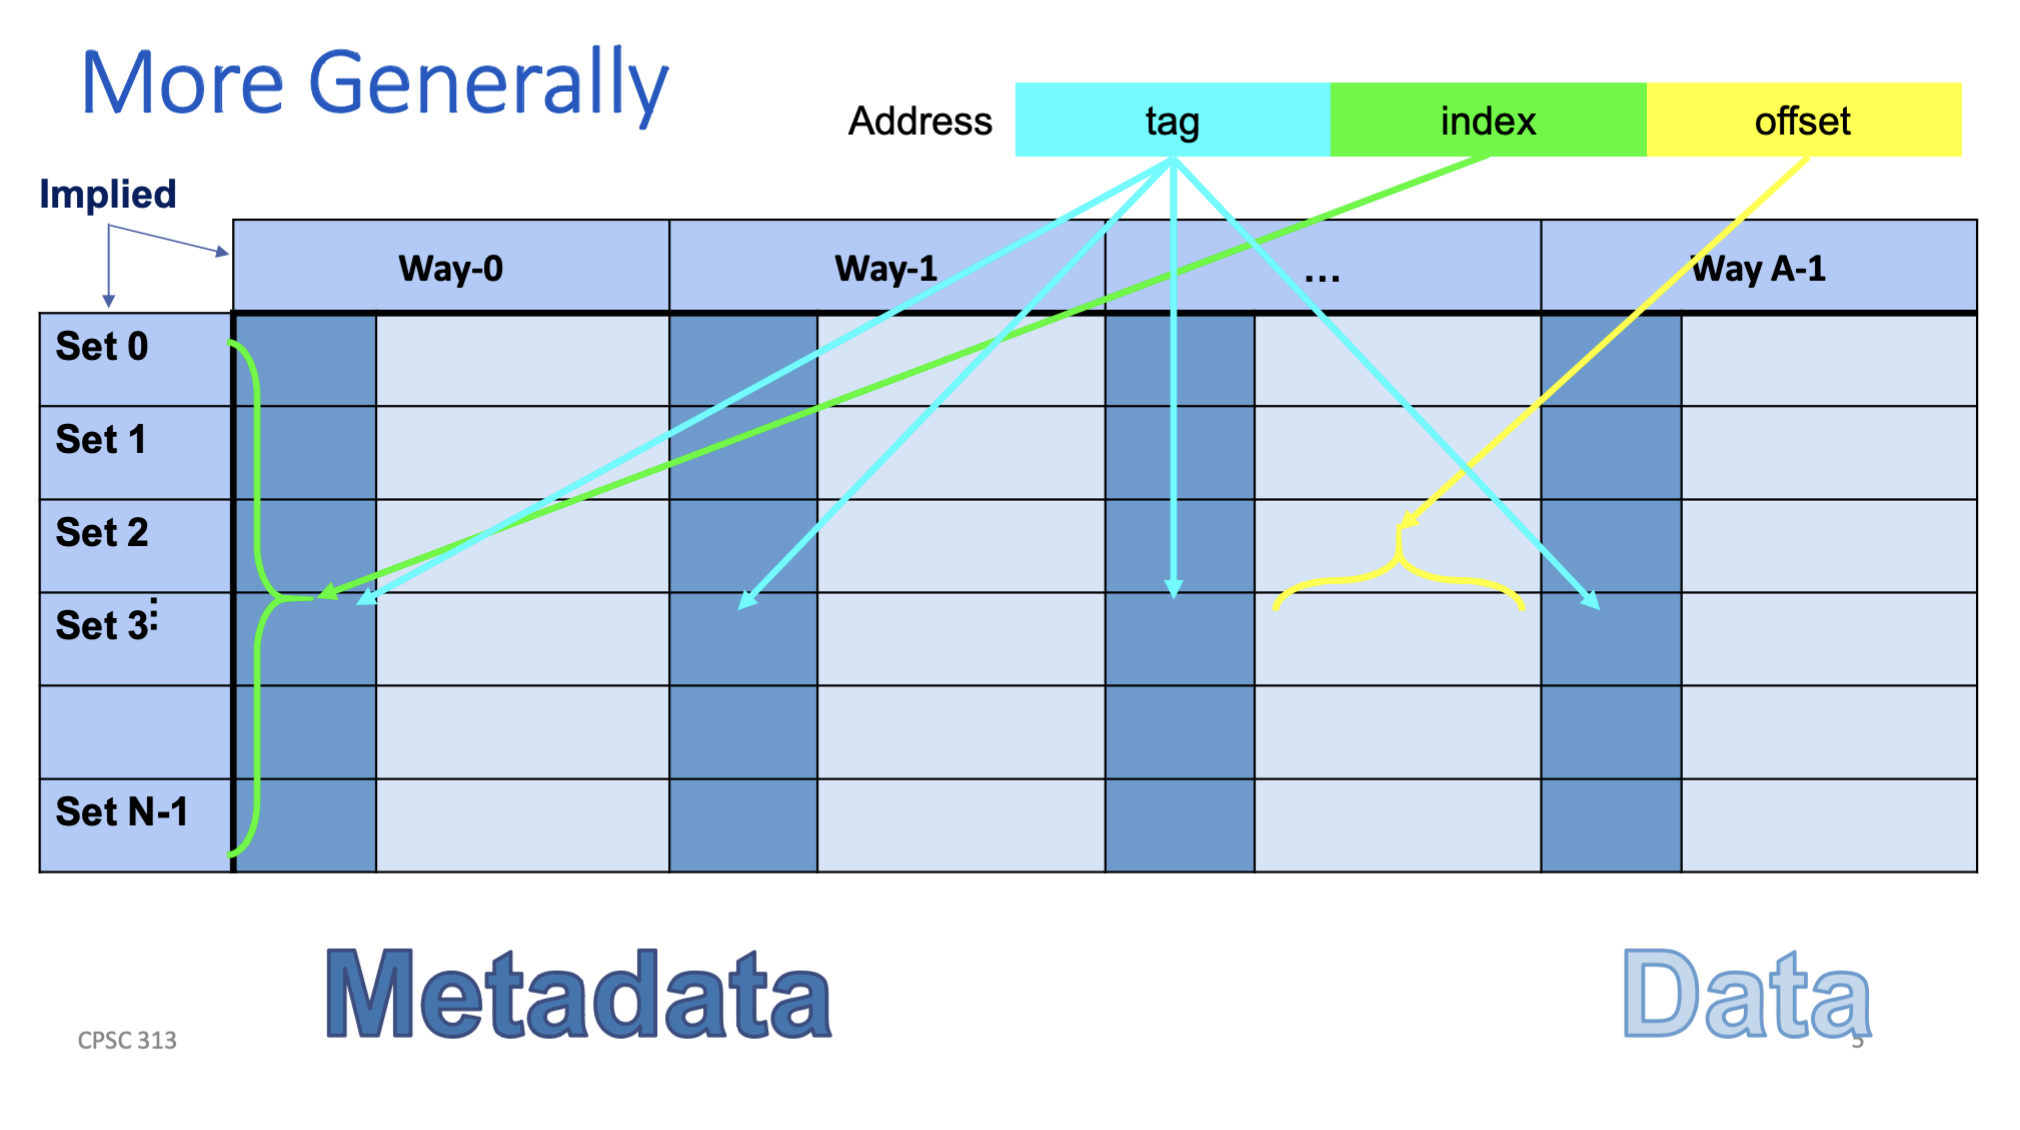 More Generally
Address tag index offset
Implied
Way-0 Way-1 ... Way A-1
Set 0
Set 1
Set 2
Set 3⋮
Set N-1
Metadata Data
CPSC 313
5